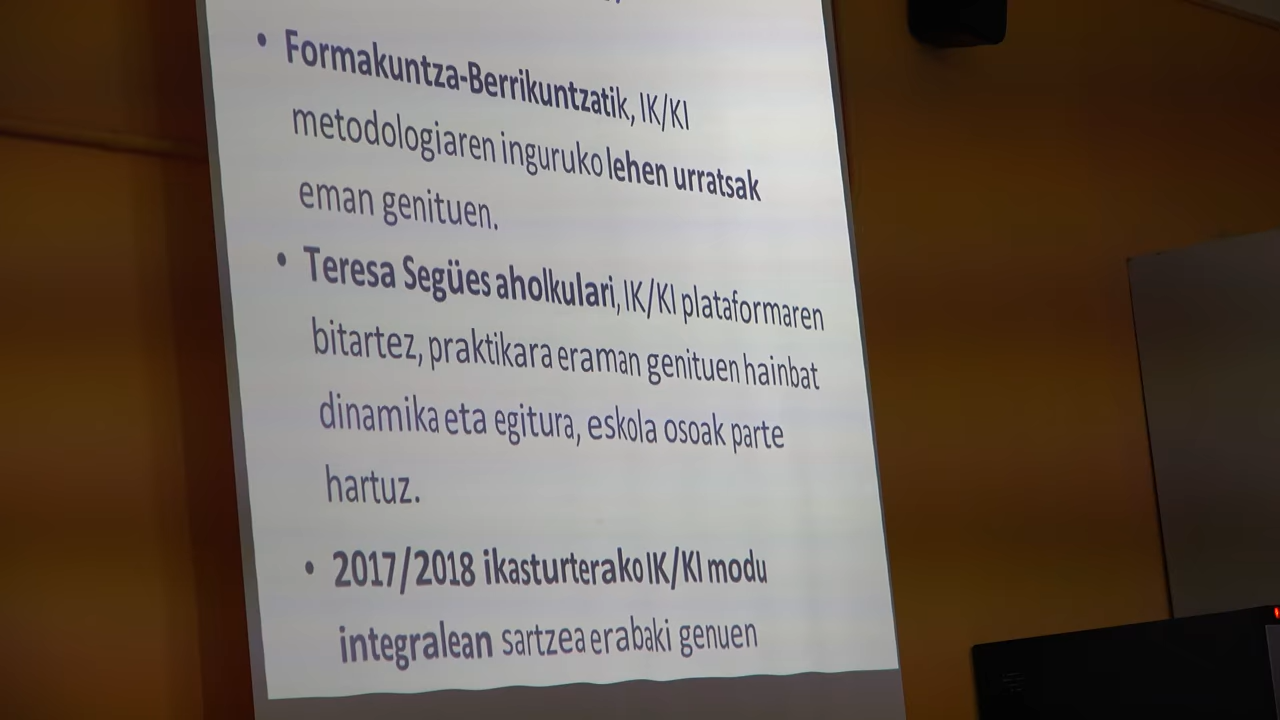 • Formakuntza-Berrikuntzatik, IK/KI
metodologiaren inguruko lehen urratsak
eman genituen.
• Teresa Segües aholkulari, IK/KI plataformaren
bitartez, praktikara eraman genituen hainbat
dinamika eta egitura, eskola osoak parte
hartuz.
• 2017/2018 ikasturterako IK/KI modu
integralean sartzea erabaki genuen